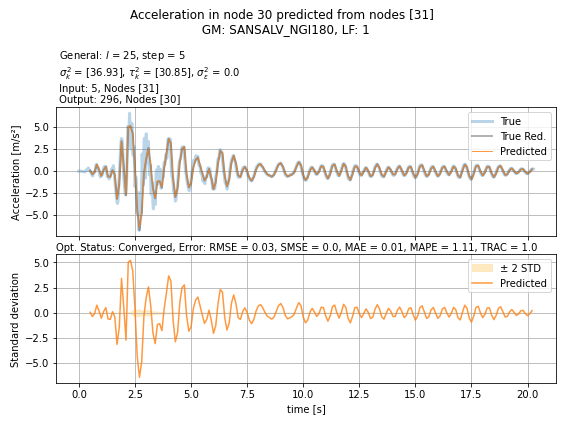 Acceleration in node 30 predicted from nodes [31]
GM: SANSALV_NGI180, LF: 1
General: l = 25, step = 5
σ²ₖ = [36.93], τ²ₖ = [30.85], σ²ε = 0.0
Input: 5, Nodes [31]
Output: 296, Nodes [30]
Acceleration [m/s²]
5.0
2.5
0.0
−2.5
−5.0
True
True Red.
Predicted
Opt. Status: Converged, Error: RMSE = 0.03, SMSE = 0.0, MAE = 0.01, MAPE = 1.11, TRAC = 1.0
Standard deviation
5.0
2.5
0.0
−2.5
−5.0
± 2 STD
Predicted
0.0 2.5 5.0 7.5 10.0 12.5 15.0 17.5 20.0
time [s]